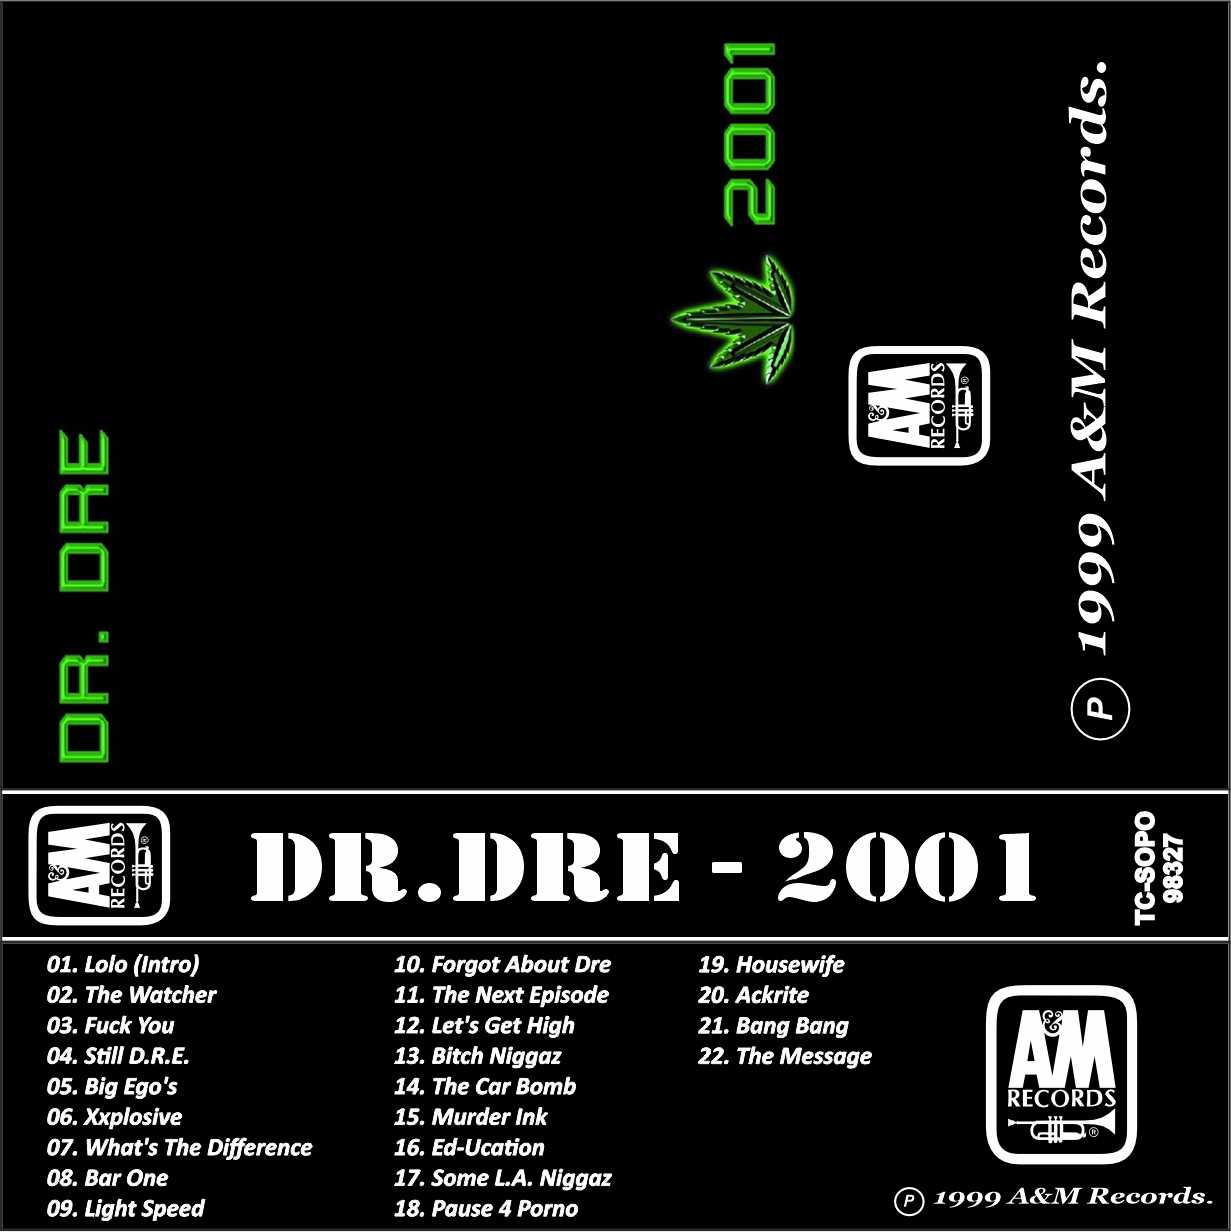 DR. DRE
2001
A&M
RECORDS
®
P 1999 A&M Records.
A&M
RECORDS
®
DR.DRE - 2001
TC-SOPO
98327
01. Lolo (Intro)
02. The Watcher
03. Fuck You
04. Still D.R.E.
05. Big Ego's
06. Xxplosive
07. What's The Difference
08. Bar One
09. Light Speed
10. Forgot About Dre
11. The Next Episode
12. Let's Get High
13. Bitch Niggaz
14. The Car Bomb
15. Murder Ink
16. Ed-Ucation
17. Some L.A. Niggaz
18. Pause 4 Porno
19. Housewife
20. Ackrite
21. Bang Bang
22. The Message
A&M
RECORDS
®
P 1999 A&M Records.